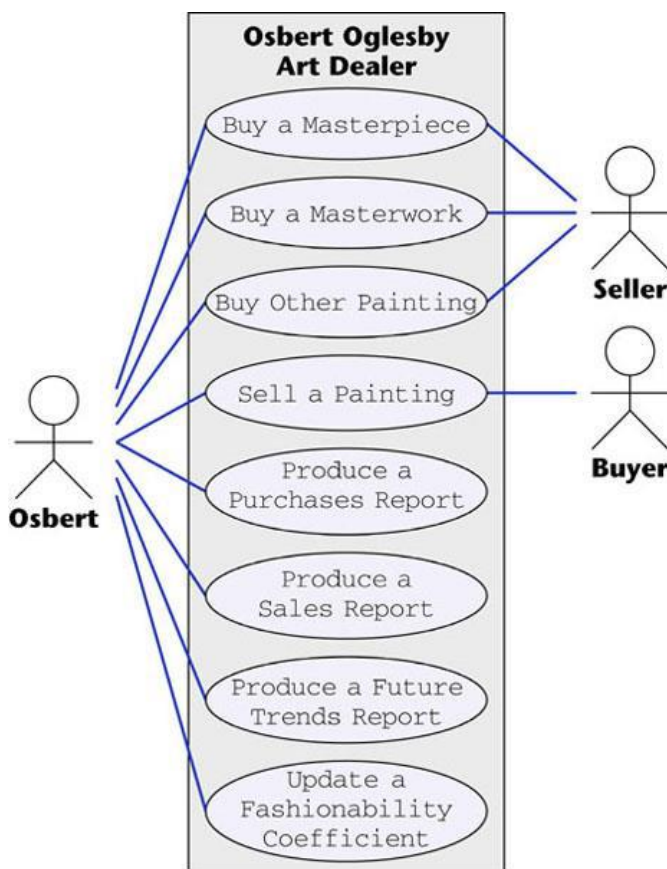 Osbert Oglesby
Art Dealer
Buy a Masterpiece
Buy a Masterwork
Buy Other Painting
Seller
Sell a Painting
Buyer
Produce a
Purchases Report
Osbert
Produce a
Sales Report
Produce a Future
Trends Report
Update a
Fashionability
Coefficient